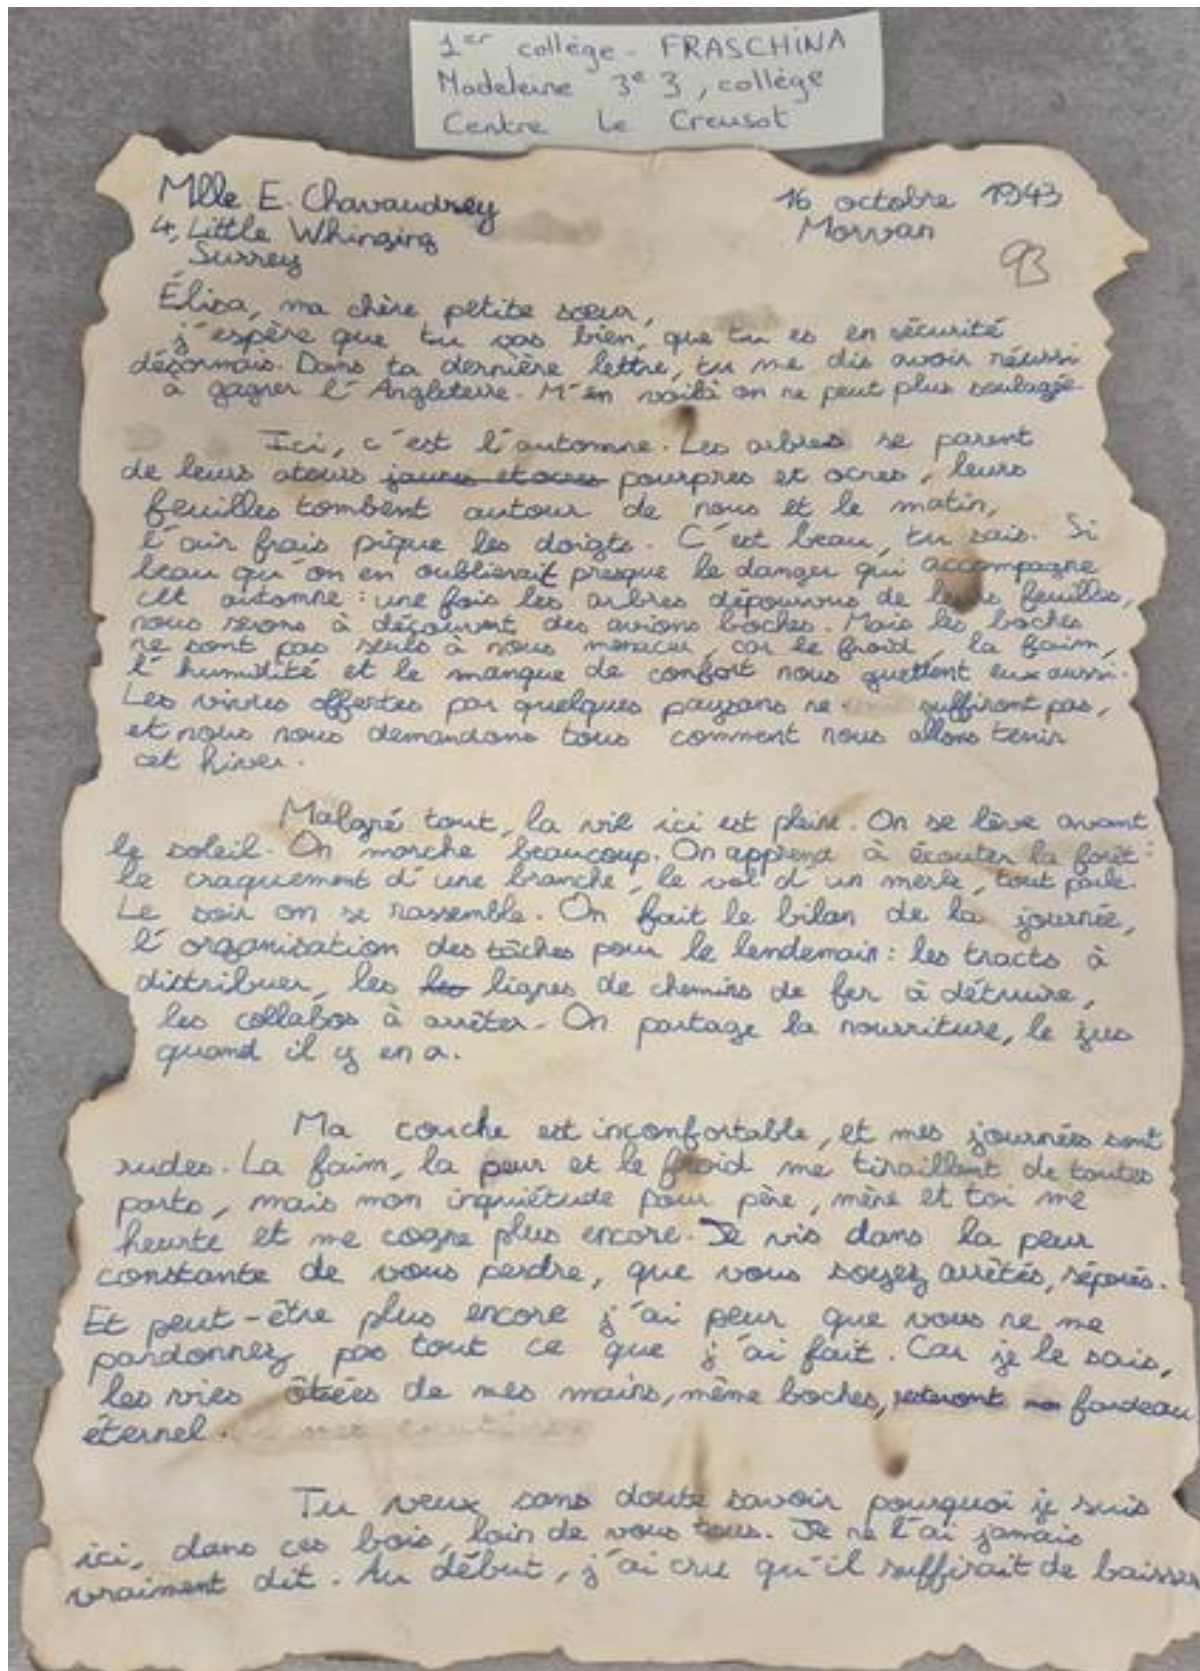 1er collège - FRASCHINA
Madeleine 3e 3, collège
Centre Le Creusot
Mlle E. Chavaudrey
4, Little Whinging
Surrey
16 octobre 1943
Morvan
93
Élisa, ma chère petite sœur,
j'espère que tu vas bien, que tu es en sécurité
désormais. Dans ta dernière lettre, tu me dis avoir réussi
à gagner l'Angleterre. M'en voilà on ne peut plus soulagée
Ici, c'est l'automne. Les arbres se parent
de leurs atours jaunes et ocres pourpres et ocres, leurs
feuilles tombent autour de nous et le matin,
l'air frais pique les doigts. C'est beau, tu sais. Si
beau qu'on en oublierait presque le danger qui accompagne
cet automne : une fois les arbres dépourvus de leurs feuilles,
nous serons à découvert des avions boches. Mais les boches
ne sont pas seuls à nous menacer, car le froid, la faim,
l'humidité et le manque de confort nous guettent eux aussi.
Les vivres offertes par quelques paysans ne suffiront pas,
et nous nous demandons tous comment nous allons tenir
cet hiver.
Malgré tout, la vie ici est pleine. On se lève avant
le soleil. On marche beaucoup. On apprend à écouter la forêt :
le craquement d'une branche, le vol d'un merle, tout parle.
Le soir on se rassemble. On fait le bilan de la journée,
l'organisation des tâches pour le lendemain : les tracts à
distribuer, les les lignes de chemins de fer à détruire,
les collabos à arrêter. On partage la nourriture, le jus
quand il y en a.
Ma couche est inconfortable, et mes journées sont
rudes. La faim, la peur et le froid me tiraillent de toutes
parts, mais mon inquiétude pour père, mère et toi me
heurte et me cogne plus encore. Je vis dans la peur
constante de vous perdre, que vous soyez arrêtés, séparés.
Et peut-être plus encore j'ai peur que vous ne me
pardonnez pas tout ce que j'ai fait. Car je le sais,
les vies ôtées de mes mains, même boches, resteront mon fardeau
éternel.
Tu veux sans doute savoir pourquoi je suis
ici, dans ces bois, loin de vous tous. Je ne l'ai jamais
vraiment dit. Au début, j'ai cru qu'il suffirait de baisser